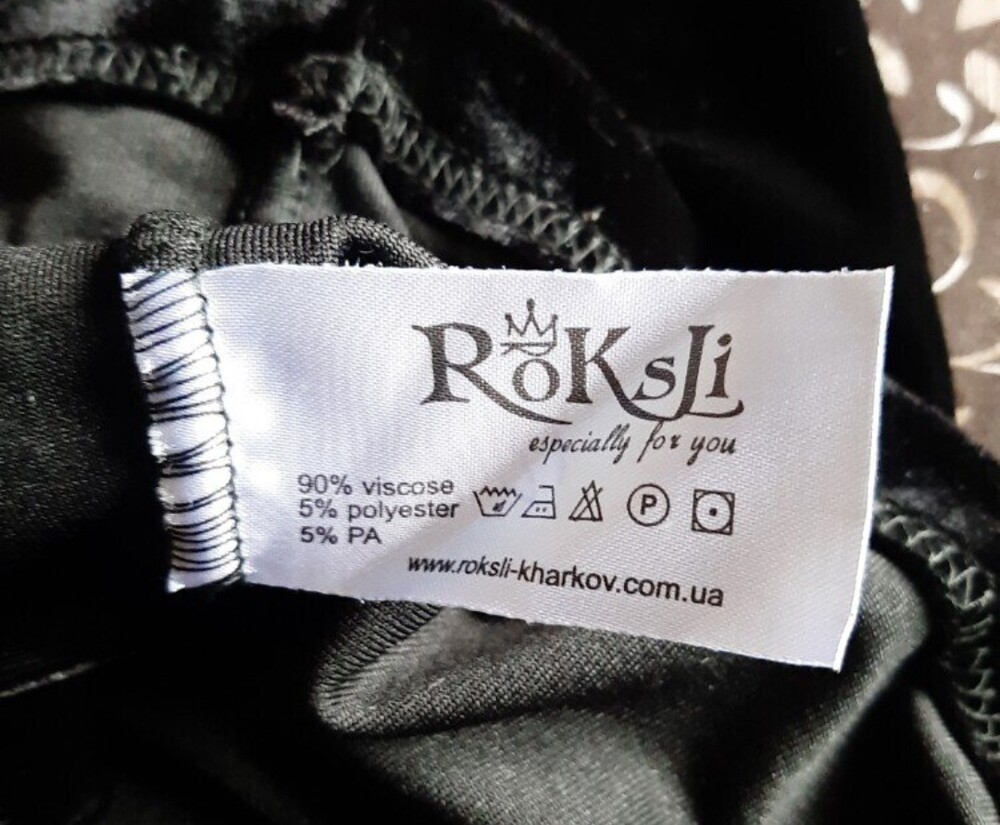 RoKsLi
especially for you
90% viscose
5% polyester
5% PA
P
www.roksli-kharkov.com.ua